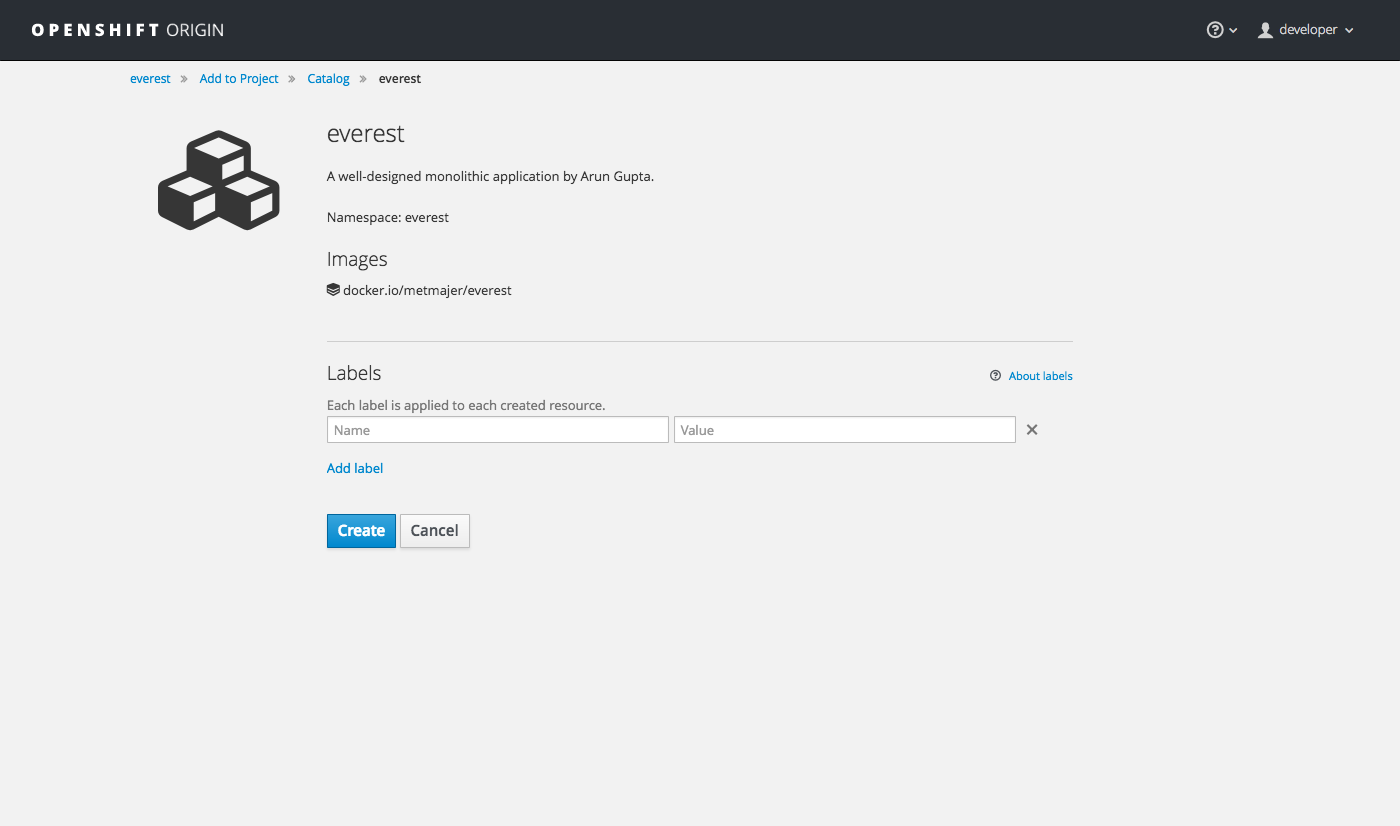 OPENSHIFT ORIGIN
developer
everest » Add to Project » Catalog » everest
everest
A well-designed monolithic application by Arun Gupta.
Namespace: everest
Images
docker.io/metmajer/everest
Labels
? About labels
Each label is applied to each created resource.
Name Value ×
Add label
Create Cancel